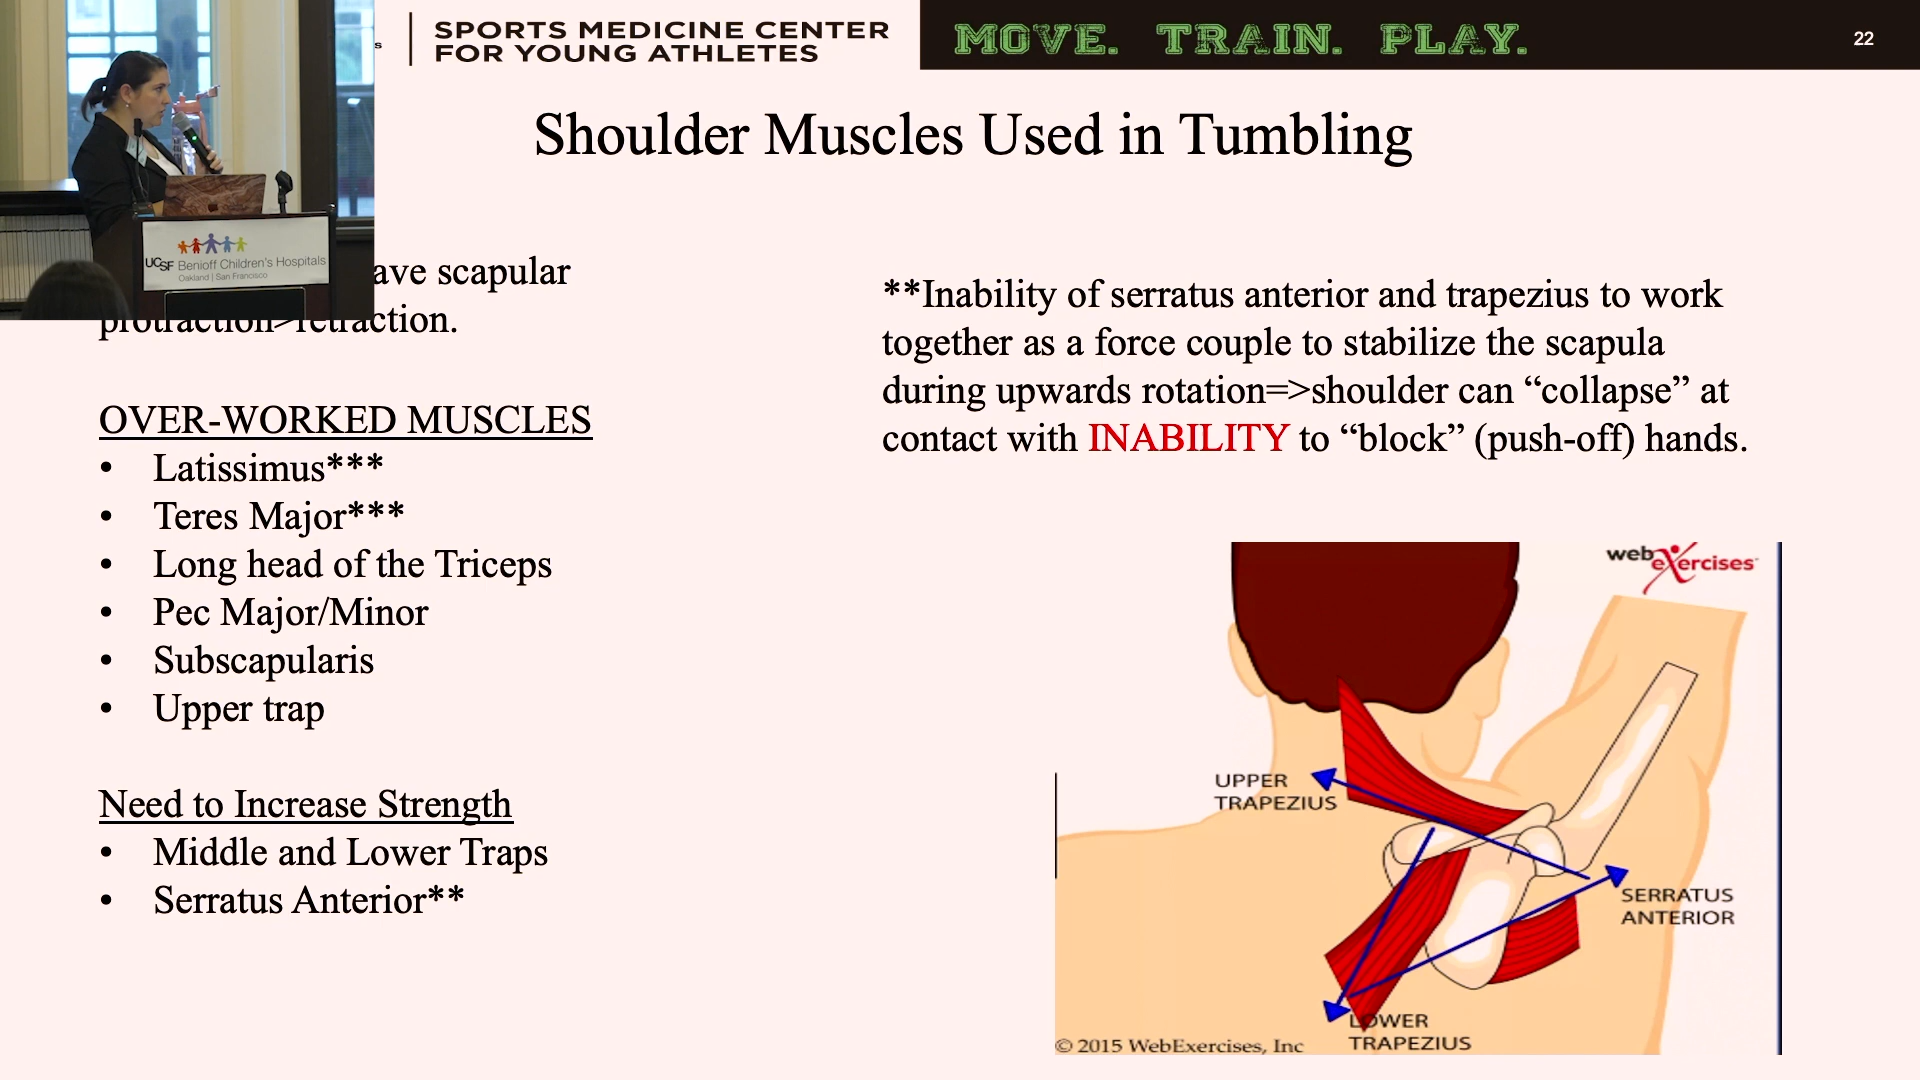 s
SPORTS MEDICINE CENTER
FOR YOUNG ATHLETES
MOVE. TRAIN. PLAY.
22
Shoulder Muscles Used in Tumbling
UCSF Benioff Children's Hospitals
Oakland | San Francisco
ave scapular
protraction>retraction.
OVER-WORKED MUSCLES
• Latissimus***
• Teres Major***
• Long head of the Triceps
• Pec Major/Minor
• Subscapularis
• Upper trap
Need to Increase Strength
• Middle and Lower Traps
• Serratus Anterior**
**Inability of serratus anterior and trapezius to work
together as a force couple to stabilize the scapula
during upwards rotation=>shoulder can “collapse” at
contact with INABILITY to “block” (push-off) hands.
web
eXercises
UPPER
TRAPEZIUS
SERRATUS
ANTERIOR
LOWER
TRAPEZIUS
© 2015 WebExercises, Inc